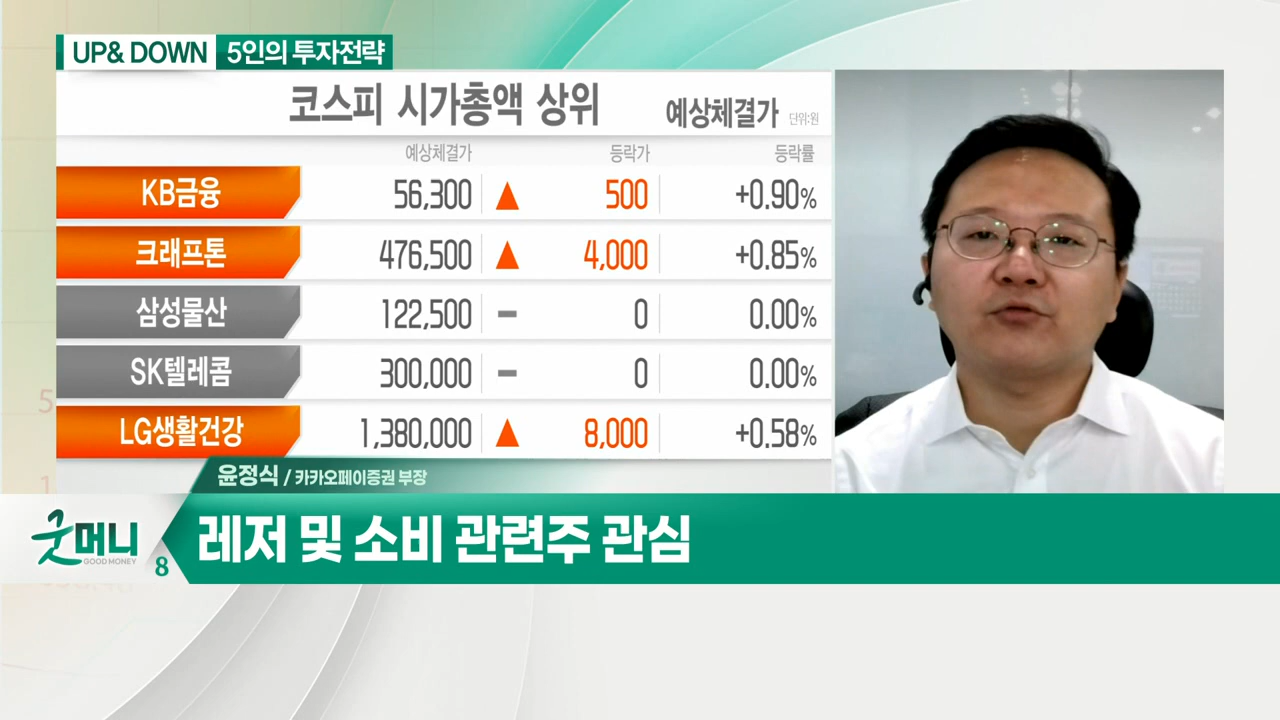 UP& DOWN 5인의 투자전략
코스피 시가총액 상위 예상체결가 단위:원
예상체결가 등락가 등락률
KB금융 56,300 ▲ 500 +0.90%
크래프톤 476,500 ▲ 4,000 +0.85%
삼성물산 122,500 - 0 0.00%
SK텔레콤 300,000 - 0 0.00%
LG생활건강 1,380,000 ▲ 8,000 +0.58%
윤정식 / 카카오페이증권 부장
굿머니
GOOD MONEY
8
레저 및 소비 관련주 관심